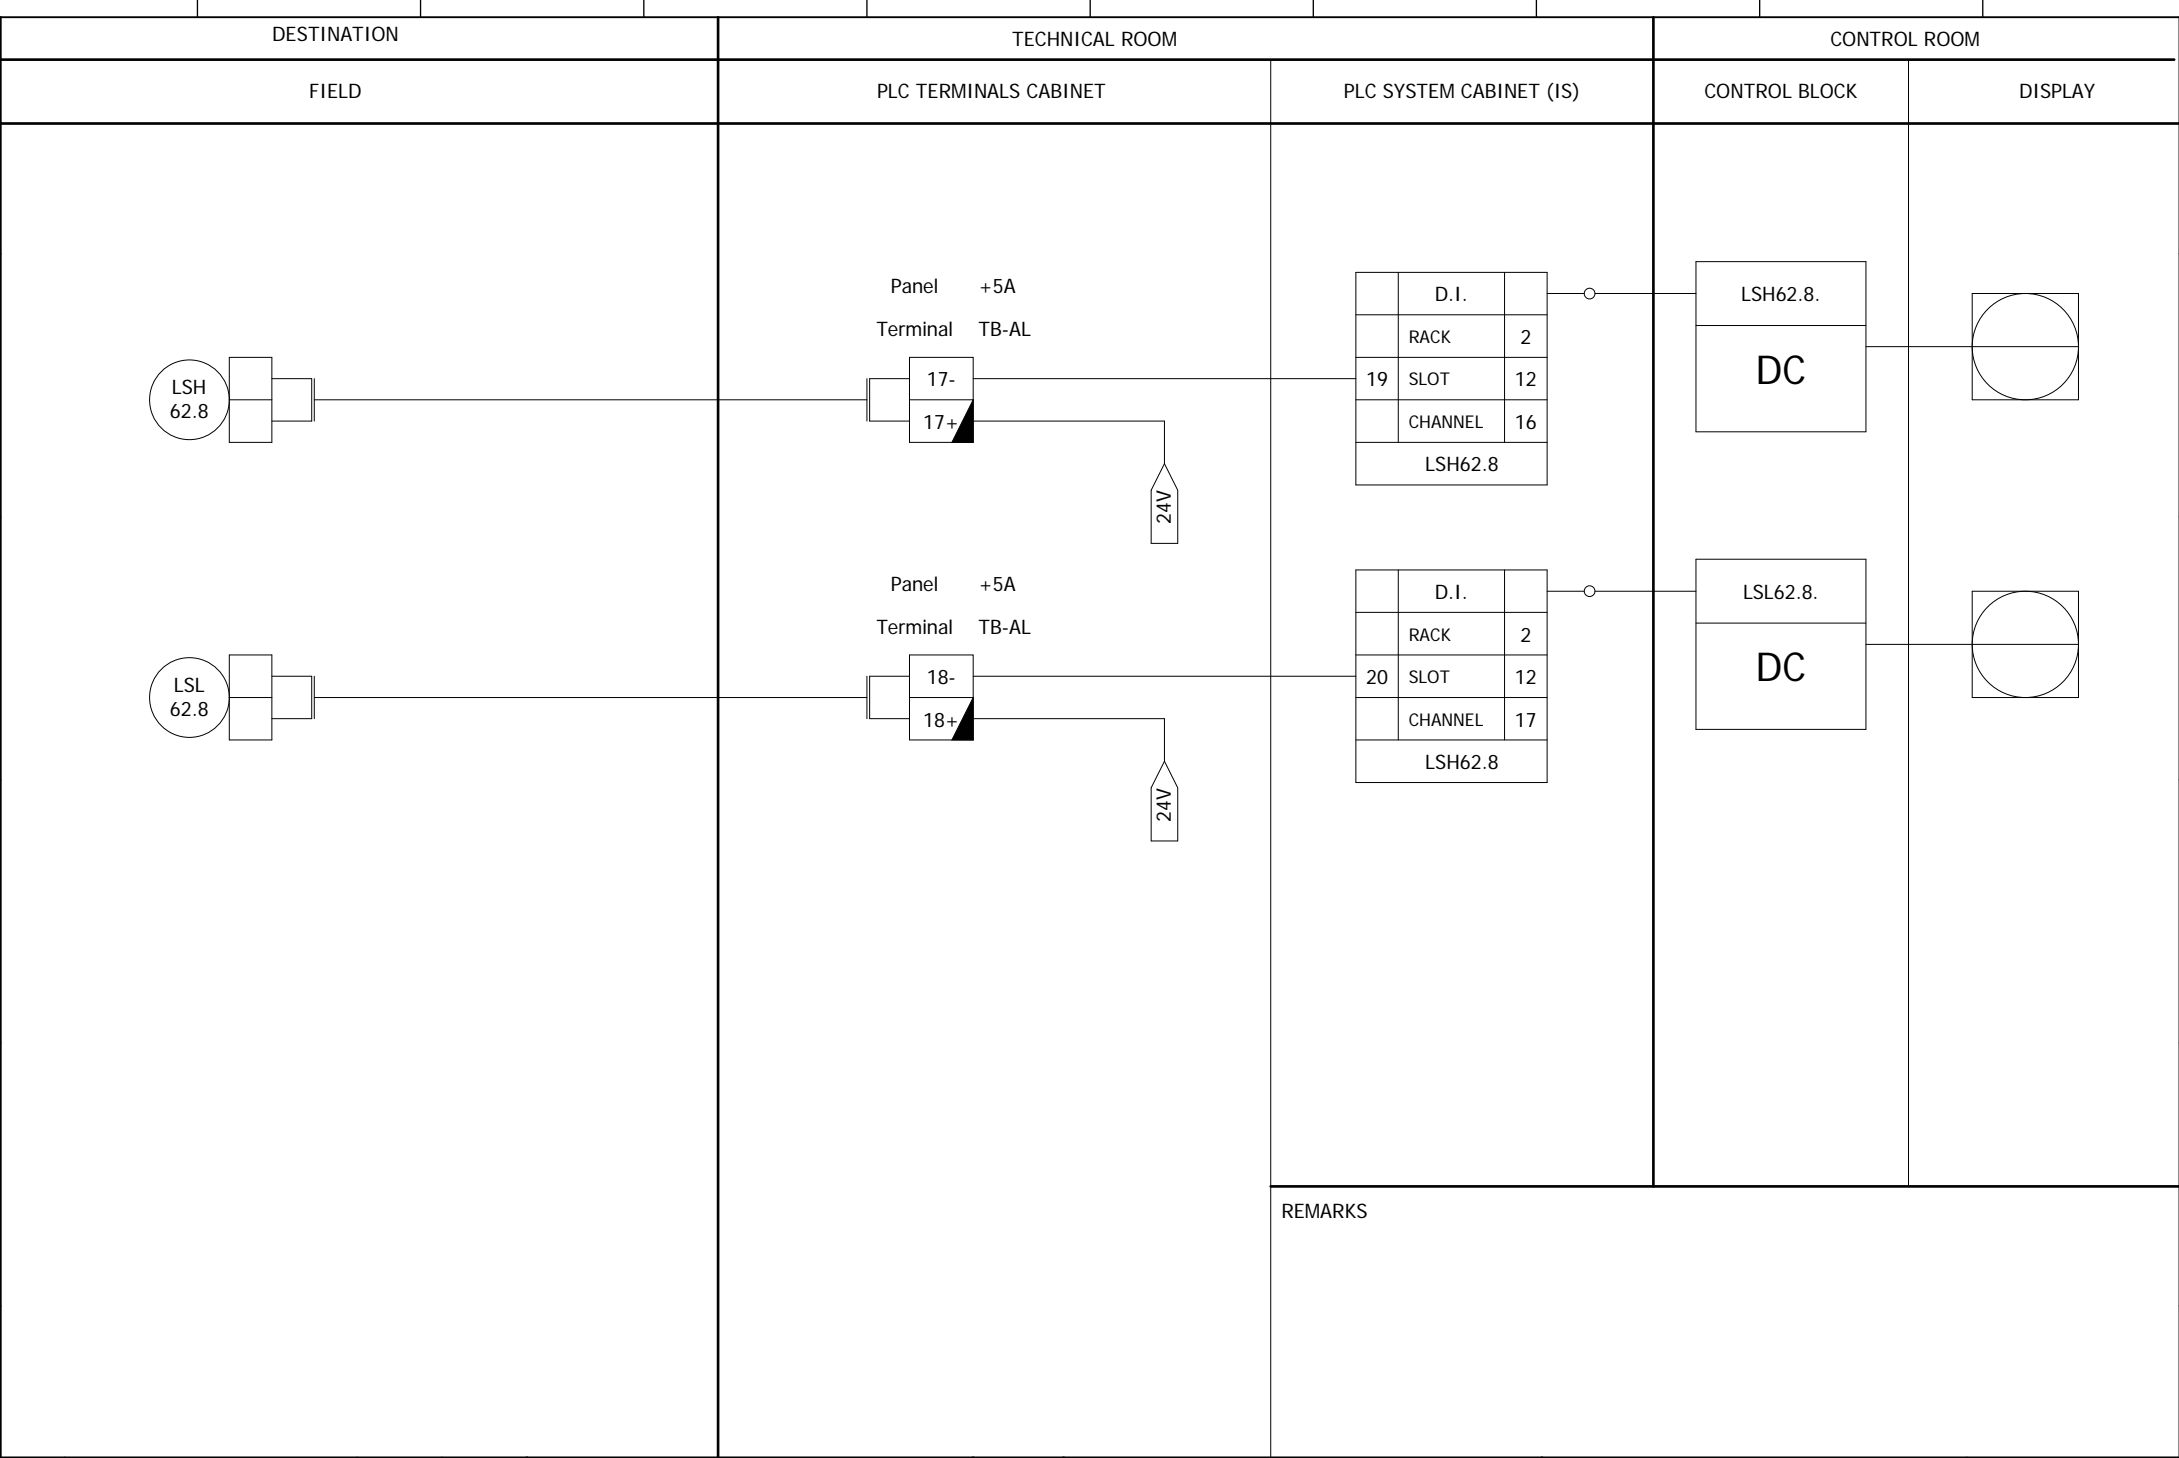 DESTINATION
TECHNICAL ROOM
CONTROL ROOM
FIELD
PLC TERMINALS CABINET
PLC SYSTEM CABINET (IS)
CONTROL BLOCK
DISPLAY
LSH
62.8
Panel +5A
Terminal TB-AL
17-
17+
24V
D.I.
RACK 2
19 SLOT 12
CHANNEL 16
LSH62.8
LSH62.8.
DC
LSL
62.8
Panel +5A
Terminal TB-AL
18-
18+
24V
D.I.
RACK 2
20 SLOT 12
CHANNEL 17
LSH62.8
LSL62.8.
DC
REMARKS